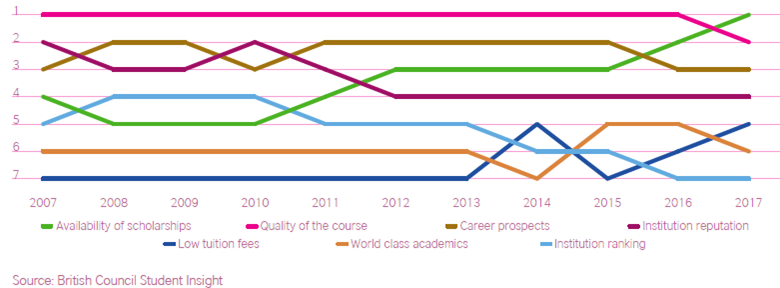 1
2
3
4
5
6
7
2007 2008 2009 2010 2011 2012 2013 2014 2015 2016 2017
Availability of scholarships Quality of the course Career prospects Institution reputation
Low tuition fees World class academics Institution ranking
Source: British Council Student Insight